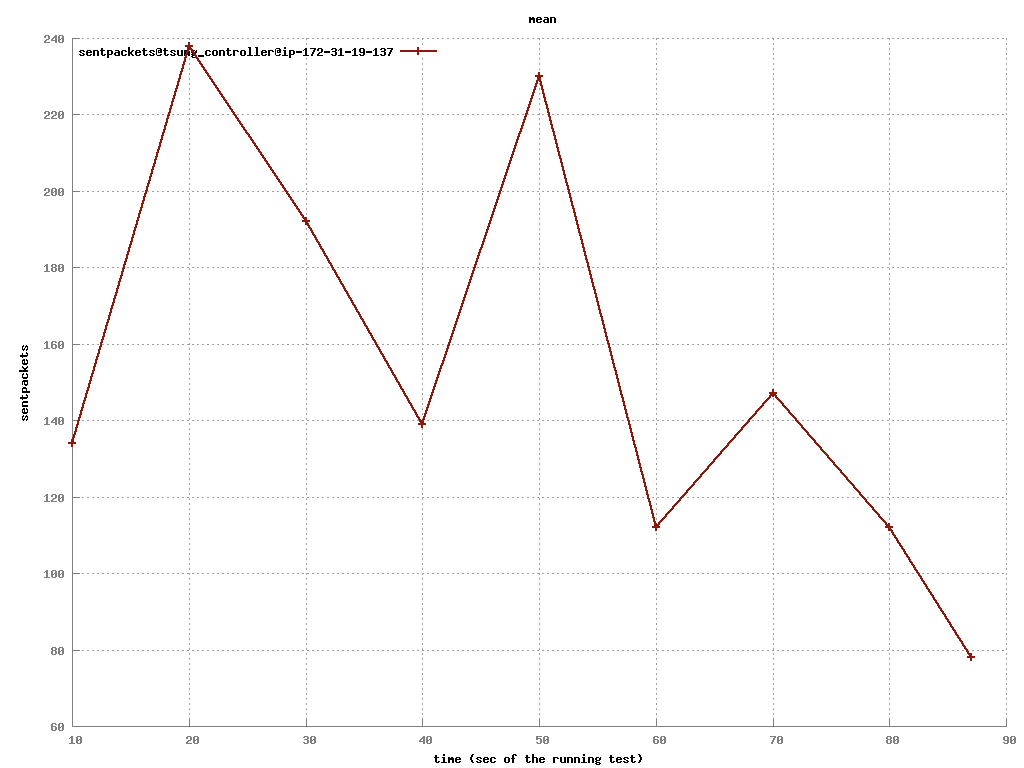 mean
240
sentpackets@tsung_controller@ip-172-31-19-137
220
200
180
160
140
120
100
80
60
sentpackets
10 20 30 40 50 60 70 80 90
time (sec of the running test)